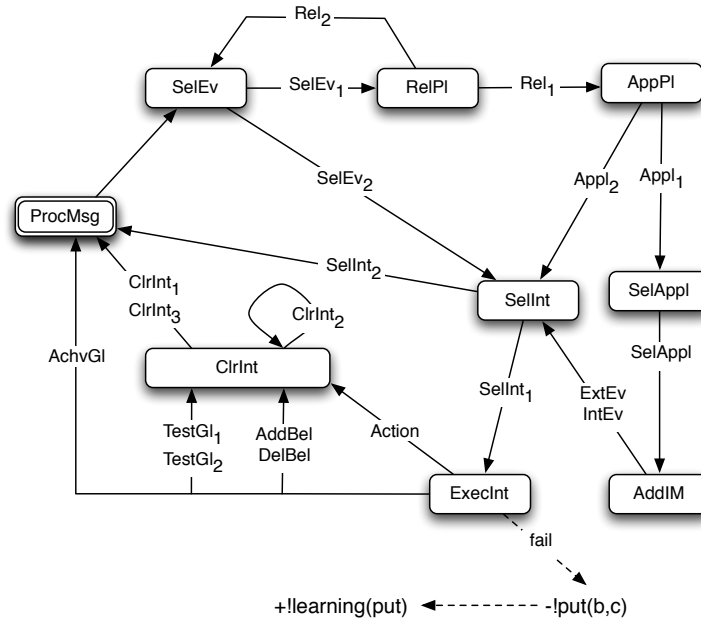 Rel2
SelEv
SelEv1
RelPl
Rel1
AppPl
SelEv2
Appl2
Appl1
ProcMsg
SelInt2
ClrInt1
ClrInt3
ClrInt2
SelInt
SelAppl
AchvGl
ClrInt
SelInt1
SelAppl
ExtEv
IntEv
TestGl1
TestGl2
AddBel
DelBel
Action
ExecInt
AddIM
fail
+!learning(put)
-!put(b,c)